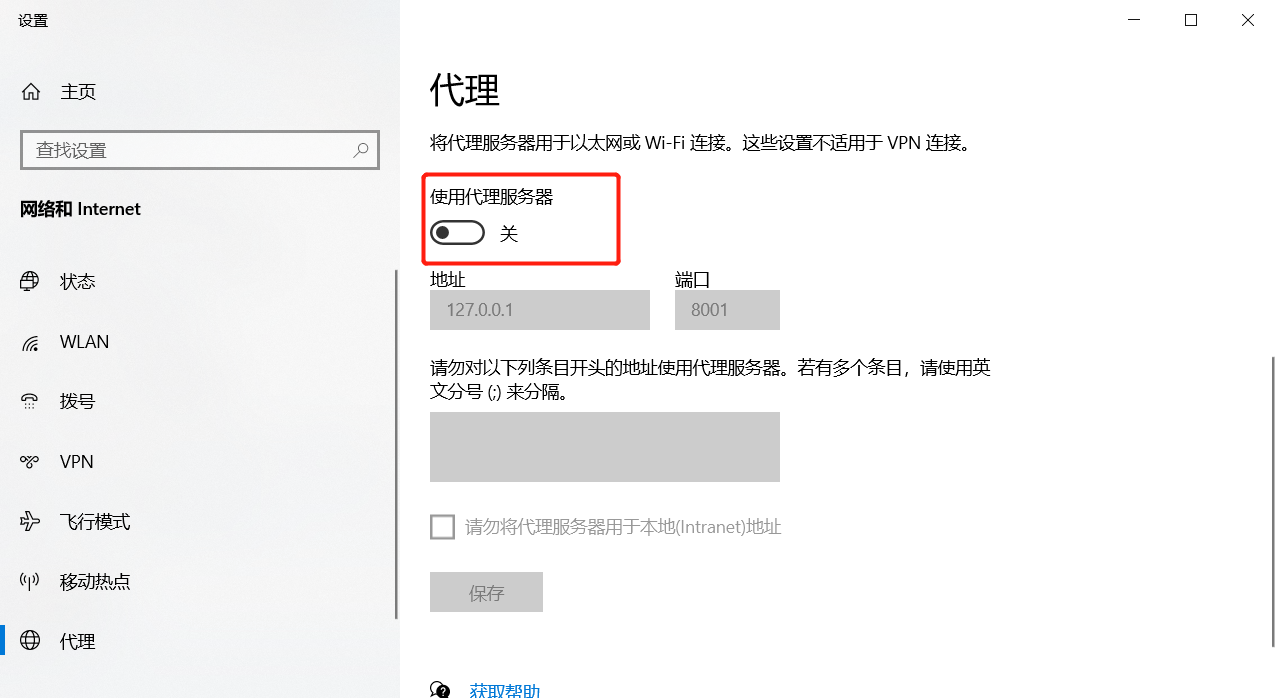 设置
主页
查找设置
网络和 Internet
状态
WLAN
拨号
VPN
飞行模式
移动热点
代理
代理
将代理服务器用于以太网或 Wi-Fi 连接。这些设置不适用于 VPN 连接。
使用代理服务器
关
地址 端口
127.0.0.1 8001
请勿对以下列条目开头的地址使用代理服务器。若有多个条目，请使用英
文分号 (;) 来分隔。
请勿将代理服务器用于本地(Intranet)地址
保存
获取帮助